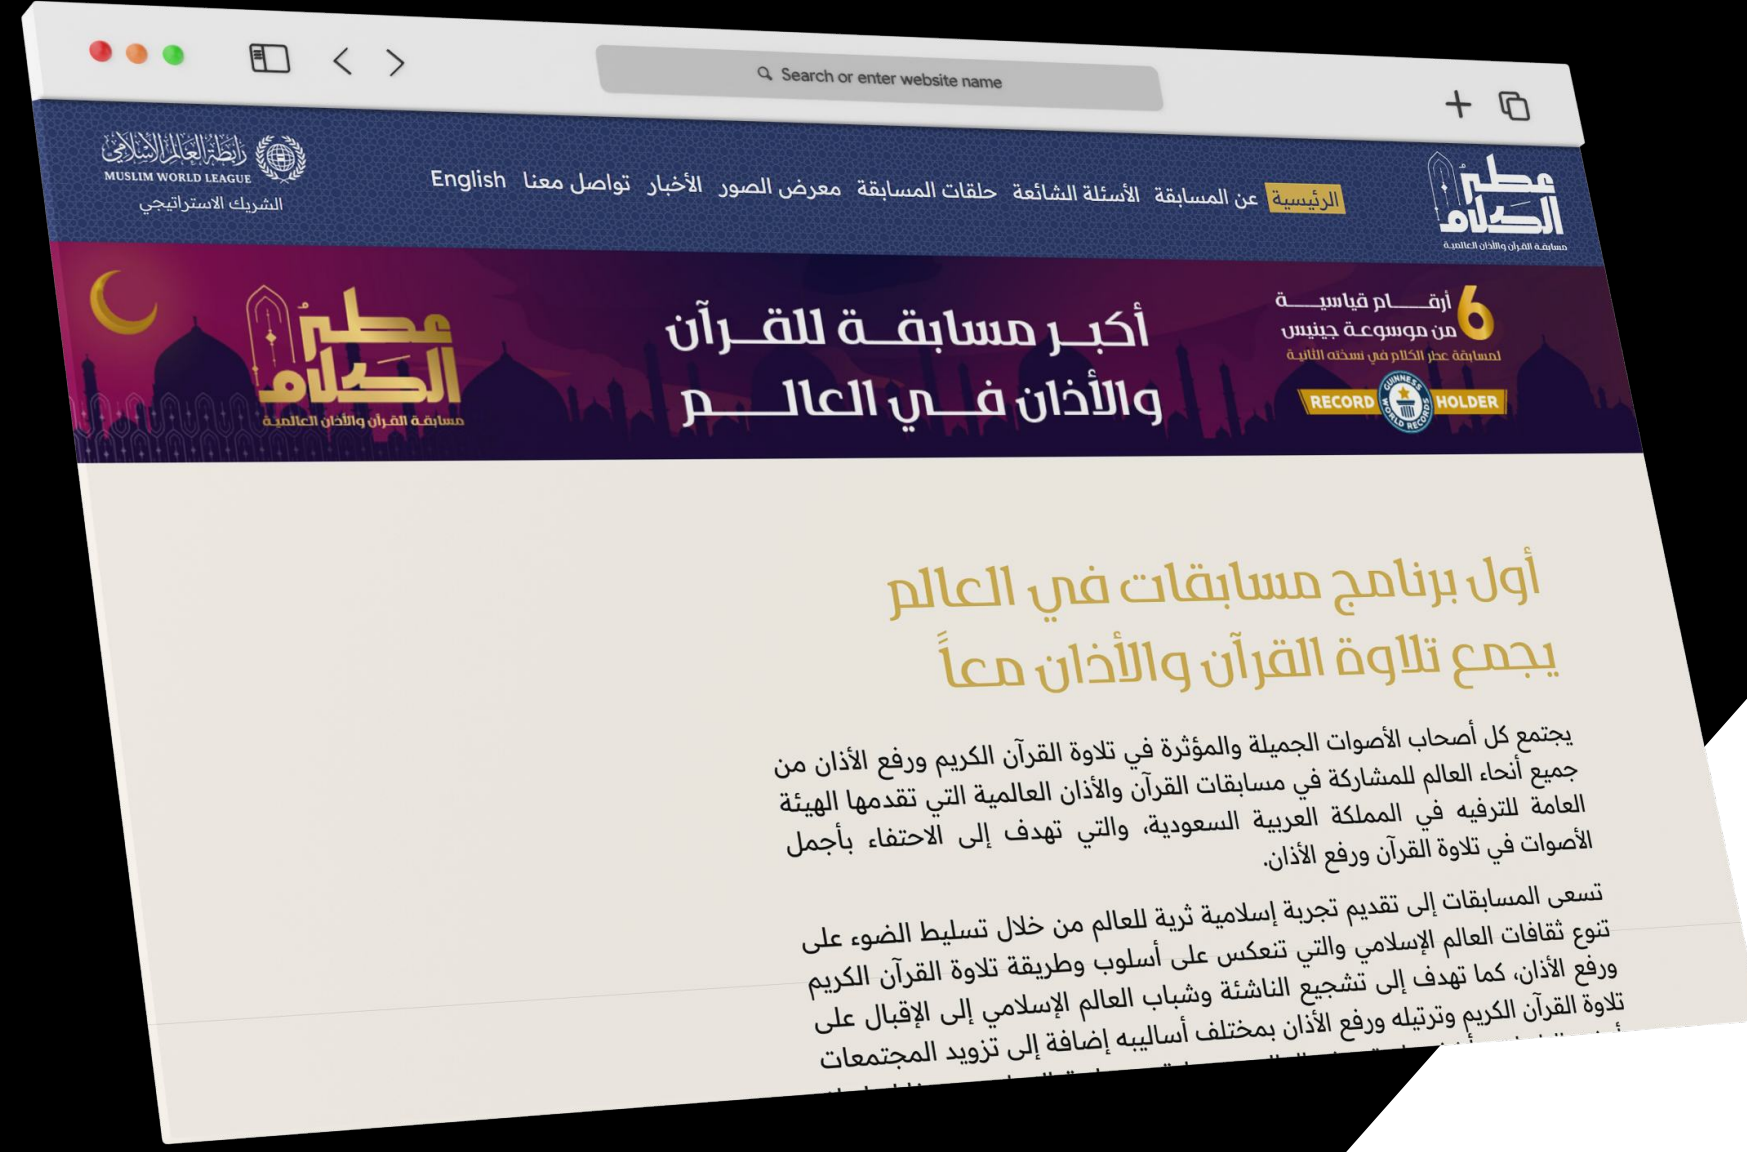 Search or enter website name
عطر الكلام
مسابقة القرآن والأذان العالمية
الرئيسية عن المسابقة الأسئلة الشائعة حلقات المسابقة معرض الصور الأخبار تواصل معنا English
رابطة العالم الإسلامي
MUSLIM WORLD LEAGUE
الشريك الاستراتيجي
6 أرقــــام قياسيــــة
من موسوعة جينيس
لمسابقة عطر الكلام في نسخته الثانية
RECORD HOLDER
GUINNESS WORLD RECORDS
أكبــر مسابقــة للقــرآن
والأذان فــي العالــــم
عطر الكلام
مسابقة القرآن والأذان العالمية
أول برنامج مسابقات في العالم
يجمع تلاوة القرآن والأذان معاً
يجتمع كل أصحاب الأصوات الجميلة والمؤثرة في تلاوة القرآن الكريم ورفع الأذان من
جميع أنحاء العالم للمشاركة في مسابقات القرآن والأذان العالمية التي تقدمها الهيئة
العامة للترفيه في المملكة العربية السعودية، والتي تهدف إلى الاحتفاء بأجمل
الأصوات في تلاوة القرآن ورفع الأذان.
تسعى المسابقات إلى تقديم تجربة إسلامية ثرية للعالم من خلال تسليط الضوء على
تنوع ثقافات العالم الإسلامي والتي تنعكس على أسلوب وطريقة تلاوة القرآن الكريم
ورفع الأذان، كما تهدف إلى تشجيع الناشئة وشباب العالم الإسلامي إلى الإقبال على
تلاوة القرآن الكريم وترتيله ورفع الأذان بمختلف أساليبه إضافة إلى تزويد المجتمعات